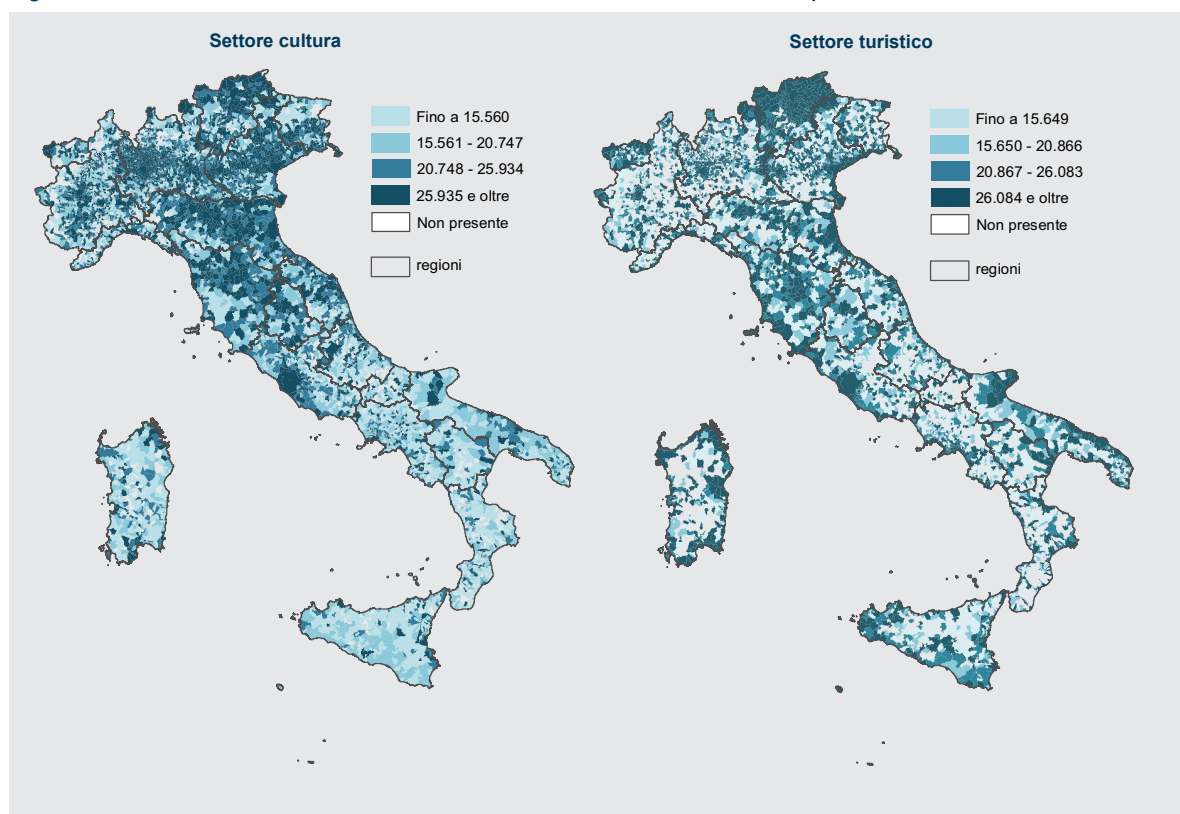 Settore cultura
Fino a 15.560
15.561 - 20.747
20.748 - 25.934
25.935 e oltre
Non presente
regioni
Settore turistico
Fino a 15.649
15.650 - 20.866
20.867 - 26.083
26.084 e oltre
Non presente
regioni